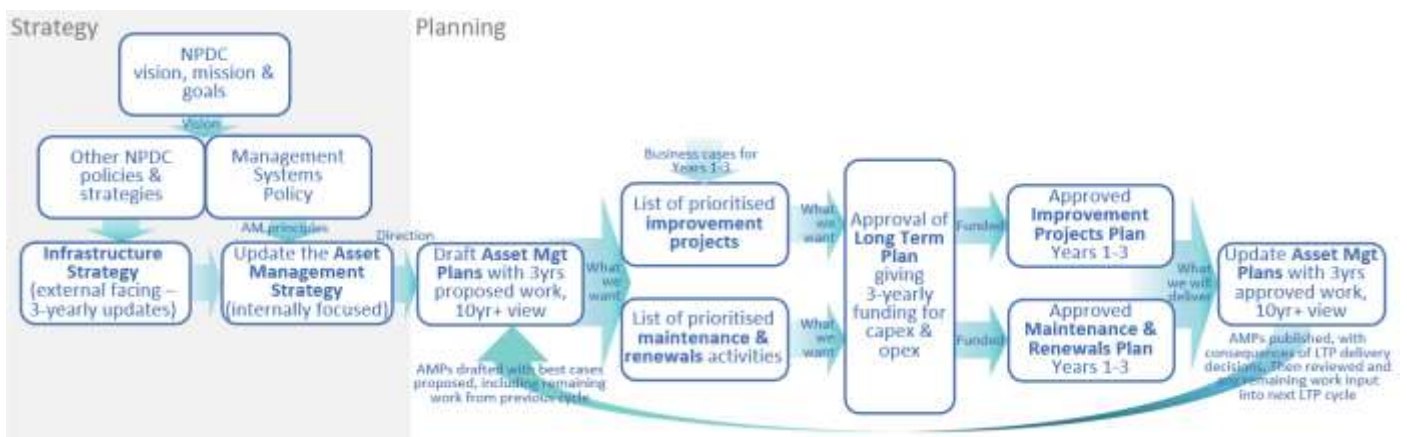 Strategy
Planning
NPDC
vision, mission &
goals
Vision
Other NPDC
policies &
strategies
Management
Systems
Policy
AM principles
Infrastructure
Strategy
(external facing –
3-yearly updates)
Update the Asset
Management
Strategy
(internally focused)
Direction
Draft Asset Mgt
Plans with 3yrs
proposed work,
10yr+ view
AMPs drafted with best cases
proposed, including remaining
work from previous cycle
What
we
want
Business cases for
Years 1-3
List of prioritised
improvement
projects
List of prioritised
maintenance &
renewals activities
What
we
want
What
we
want
Approval of
Long Term
Plan
giving
3-yearly
funding for
capex &
opex
Funded
Funded
Approved
Improvement
Projects Plan
Years 1-3
Approved
Maintenance &
Renewals Plan
Years 1-3
What
we will
deliver
Update Asset Mgt
Plans with 3yrs
approved work,
10yr+ view
AMPs published, with
consequences of LTP delivery
decisions. Then reviewed and
any remaining work input
into next LTP cycle